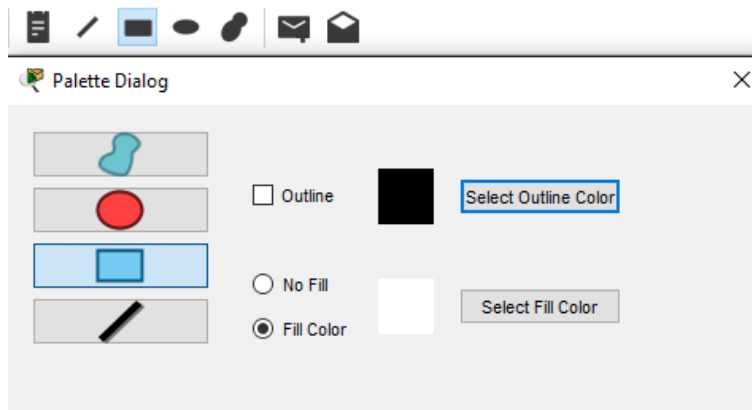 Palette Dialog
Outline
Select Outline Color
No Fill
Select Fill Color
Fill Color